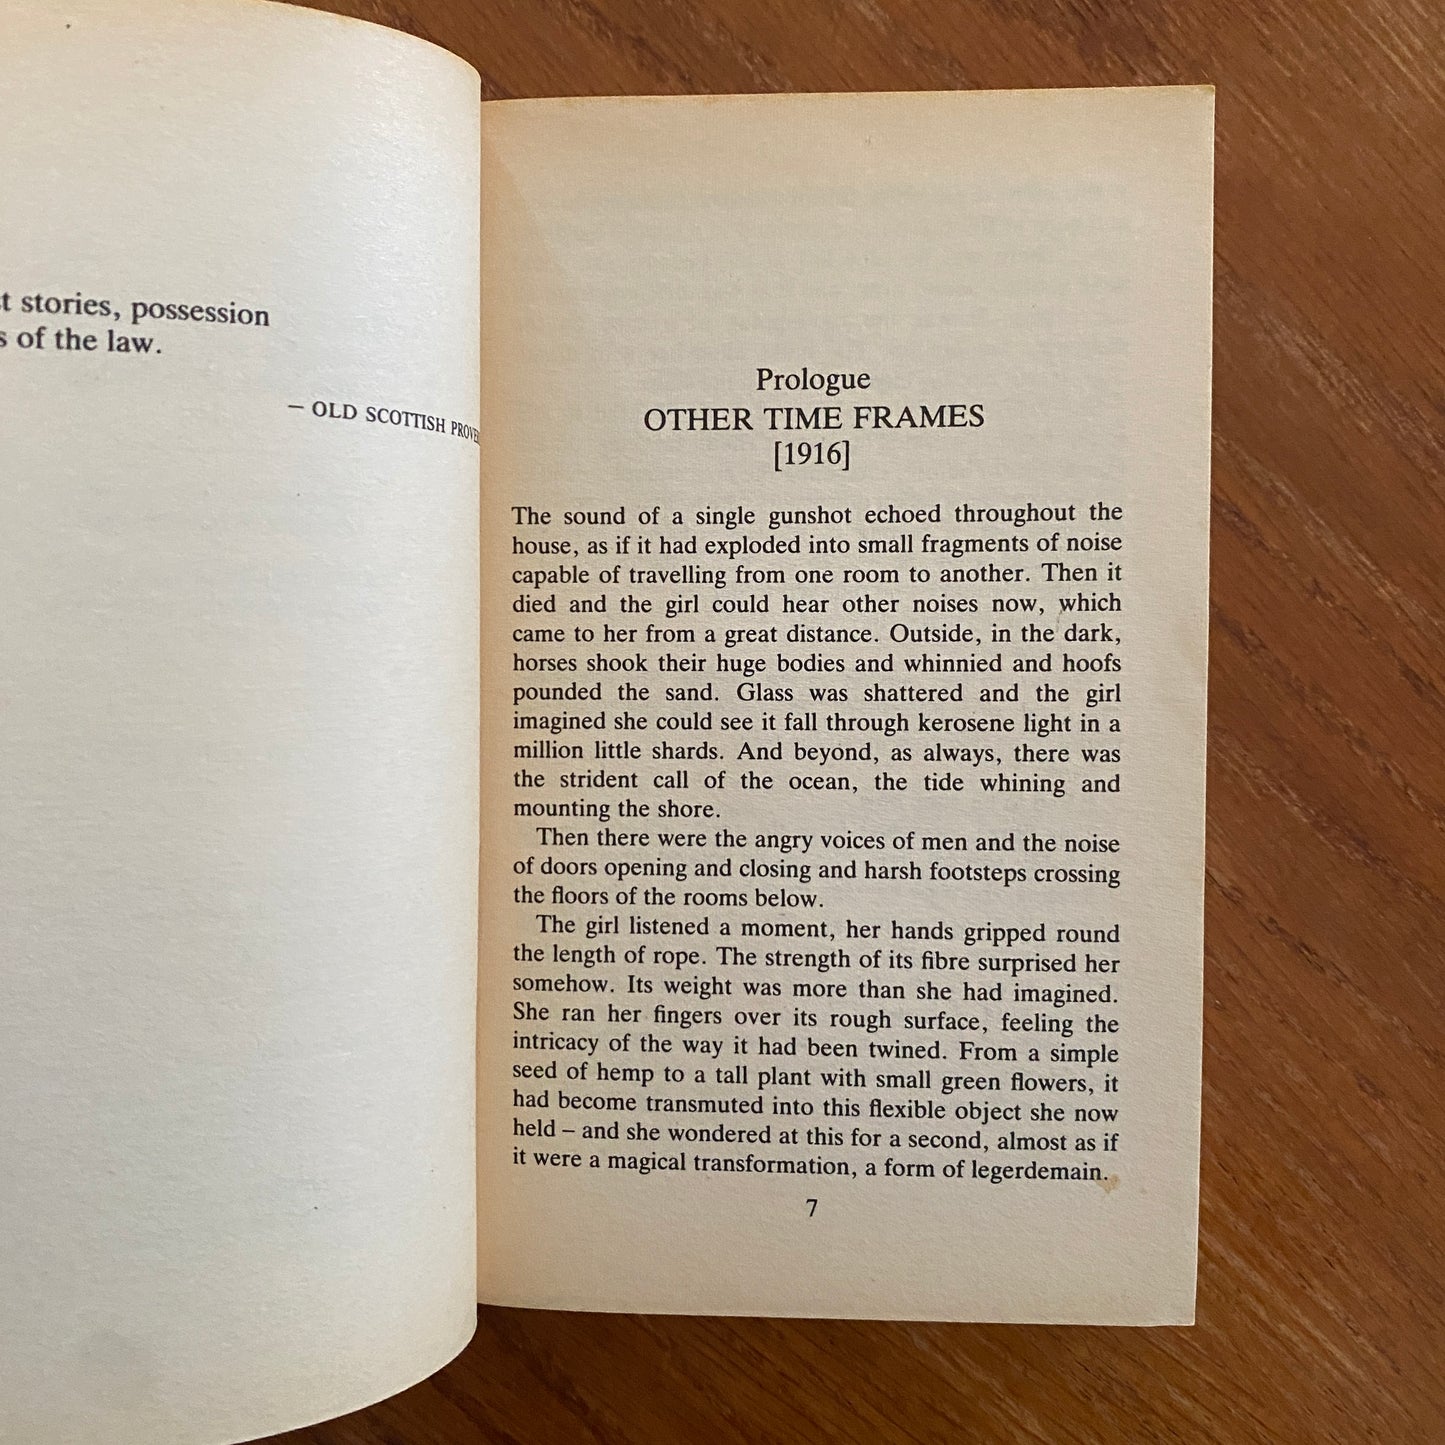 stories, possession
of the law.
– OLD SCOTTISH
Prologue
OTHER TIME FRAMES
[1916]
The sound of a single gunshot echoed throughout the
house, as if it had exploded into small fragments of noise
capable of travelling from one room to another. Then it
died and the girl could hear other noises now, which
came to her from a great distance. Outside, in the dark,
horses shook their huge bodies and whinnied and hoofs
pounded the sand. Glass was shattered and the girl
imagined she could see it fall through kerosene light in a
million little shards. And beyond, as always, there was
the strident call of the ocean, the tide whining and
mounting the shore.
Then there were the angry voices of men and the noise
of doors opening and closing and harsh footsteps crossing
the floors of the rooms below.
The girl listened a moment, her hands gripped round
the length of rope. The strength of its fibre surprised her
somehow. Its weight was more than she had imagined.
She ran her fingers over its rough surface, feeling the
intricacy of the way it had been twined. From a simple
seed of hemp to a tall plant with small green flowers, it
had become transmuted into this flexible object she now
held – and she wondered at this for a second, almost as if
it were a magical transformation, a form of legerdemain.
7